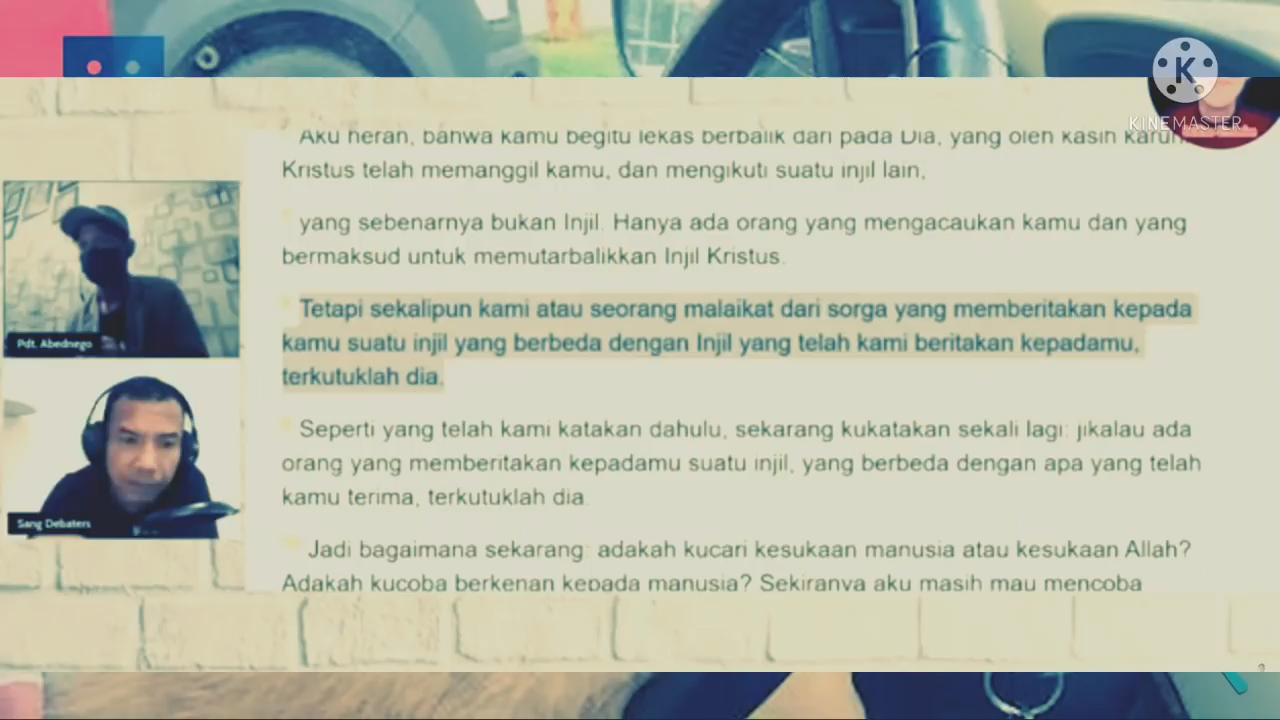 Aku heran, bahwa kamu begitu lekas berbalik dari pada Dia, yang oleh kasih
Kristus telah memanggil kamu, dan mengikuti suatu injil lain,
yang sebenarnya bukan Injil. Hanya ada orang yang mengacaukan kamu dan yang
bermaksud untuk memutarbalikkan Injil Kristus.
Tetapi sekalipun kami atau seorang malaikat dari sorga yang memberitakan kepada
kamu suatu injil yang berbeda dengan Injil yang telah kami beritakan kepadamu,
terkutuklah dia.
Seperti yang telah kami katakan dahulu, sekarang kukatakan sekali lagi: jikalau ada
orang yang memberitakan kepadamu suatu injil, yang berbeda dengan apa yang telah
kamu terima, terkutuklah dia.
Jadi bagaimana sekarang: adakah kucari kesukaan manusia atau kesukaan Allah?
Adakah kucoba berkenan kepada manusia? Sekiranya aku masih mau mencoba
Pdt. Abednego
Sang Debaters
K
KINEMASTER